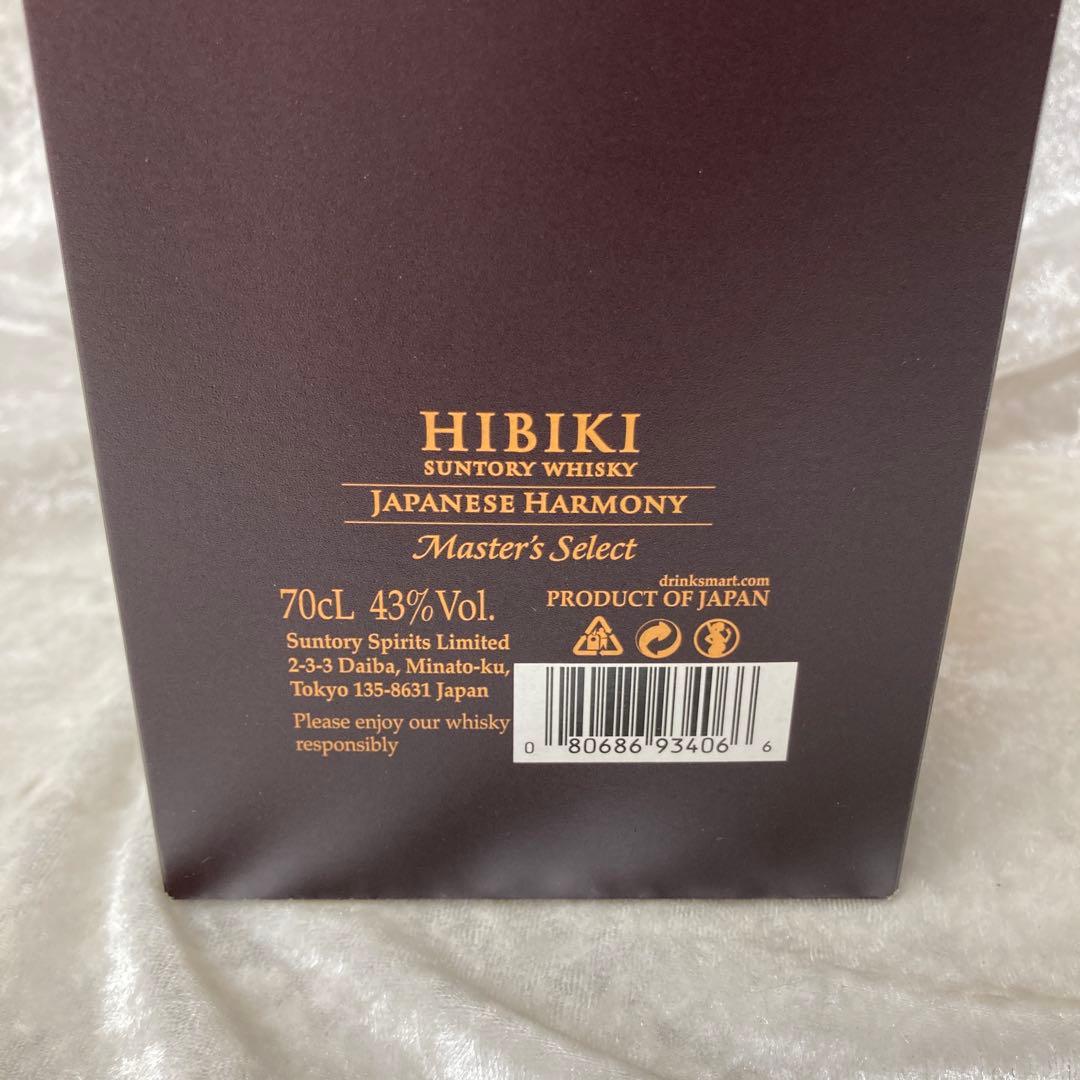 HIBIKI
SUNTORY WHISKY
JAPANESE HARMONY
Master's Select
70cL 43%Vol.
Suntory Spirits Limited
2-3-3 Daiba, Minato-ku,
Tokyo 135-8631 Japan
Please enjoy our whisky
responsibly
drinksmart.com
PRODUCT OF JAPAN
0 80686 93406 6